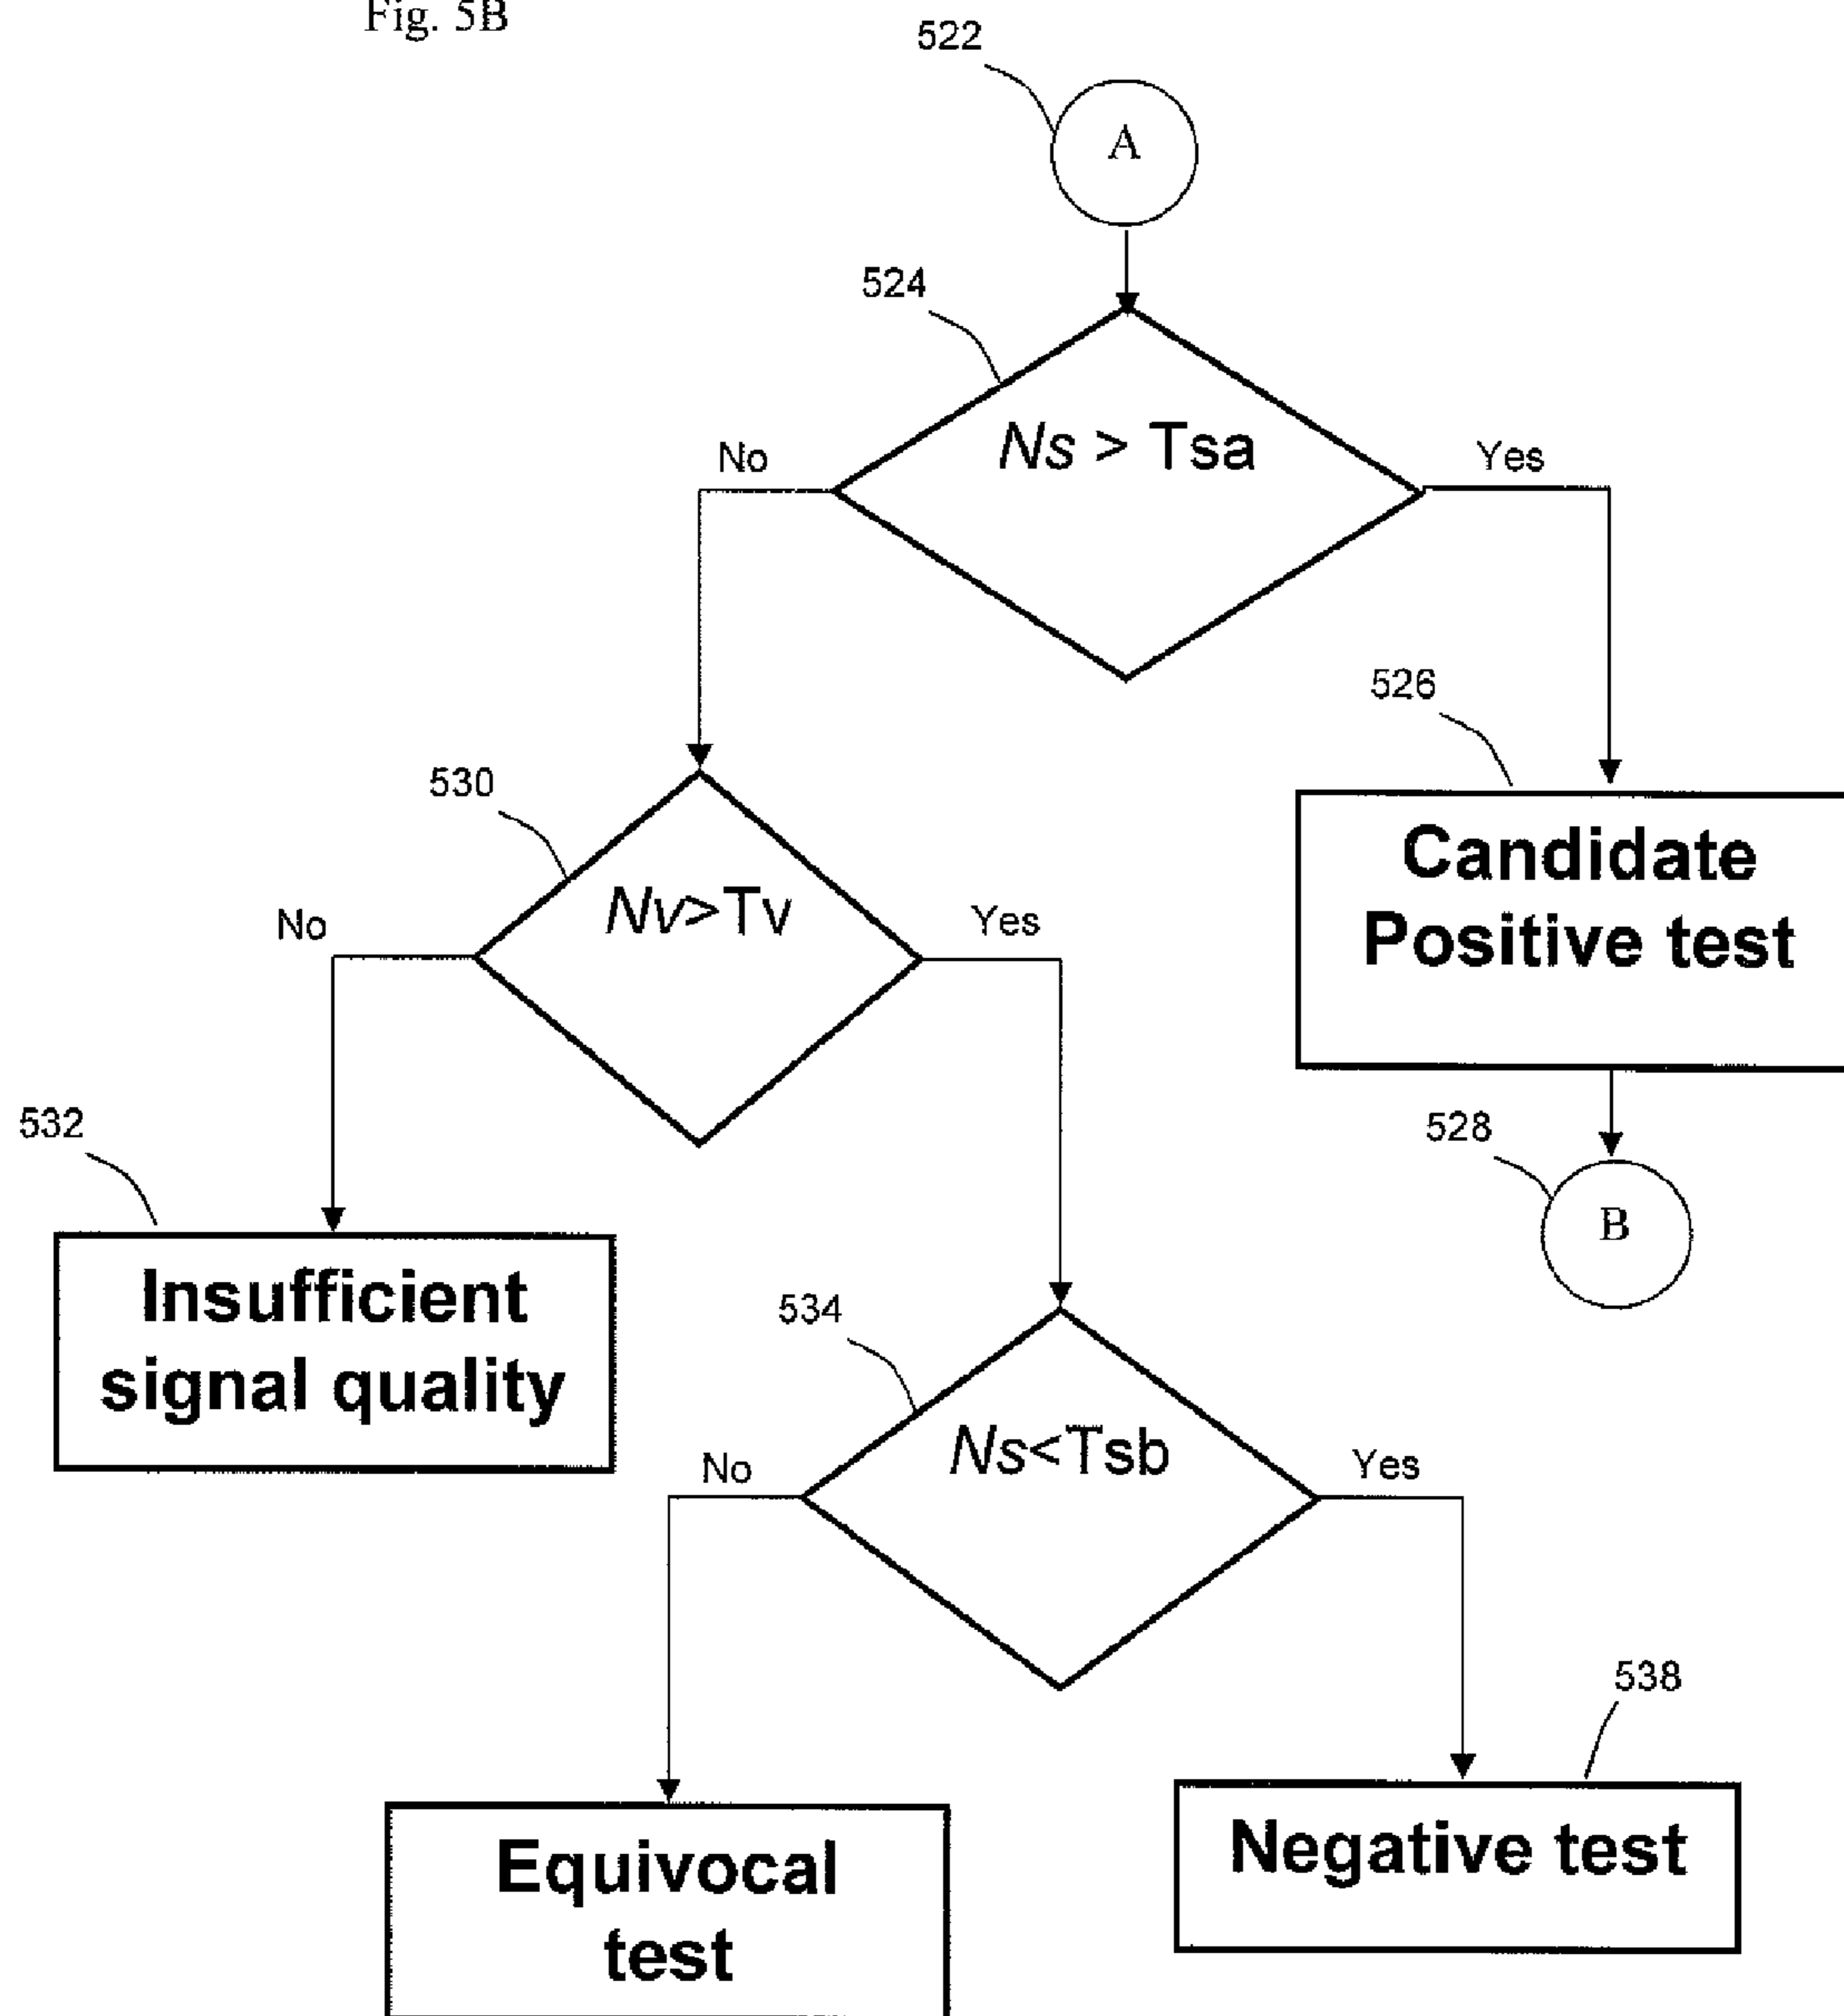 Fig. 5B
522
A
524
Ns > Tsa
No
Yes
526
Candidate
Positive test
530
Nv>Tv
No
Yes
528
B
532
Insufficient
signal quality
534
Ns<Tsb
No
Yes
538
Negative test
Equivocal
test